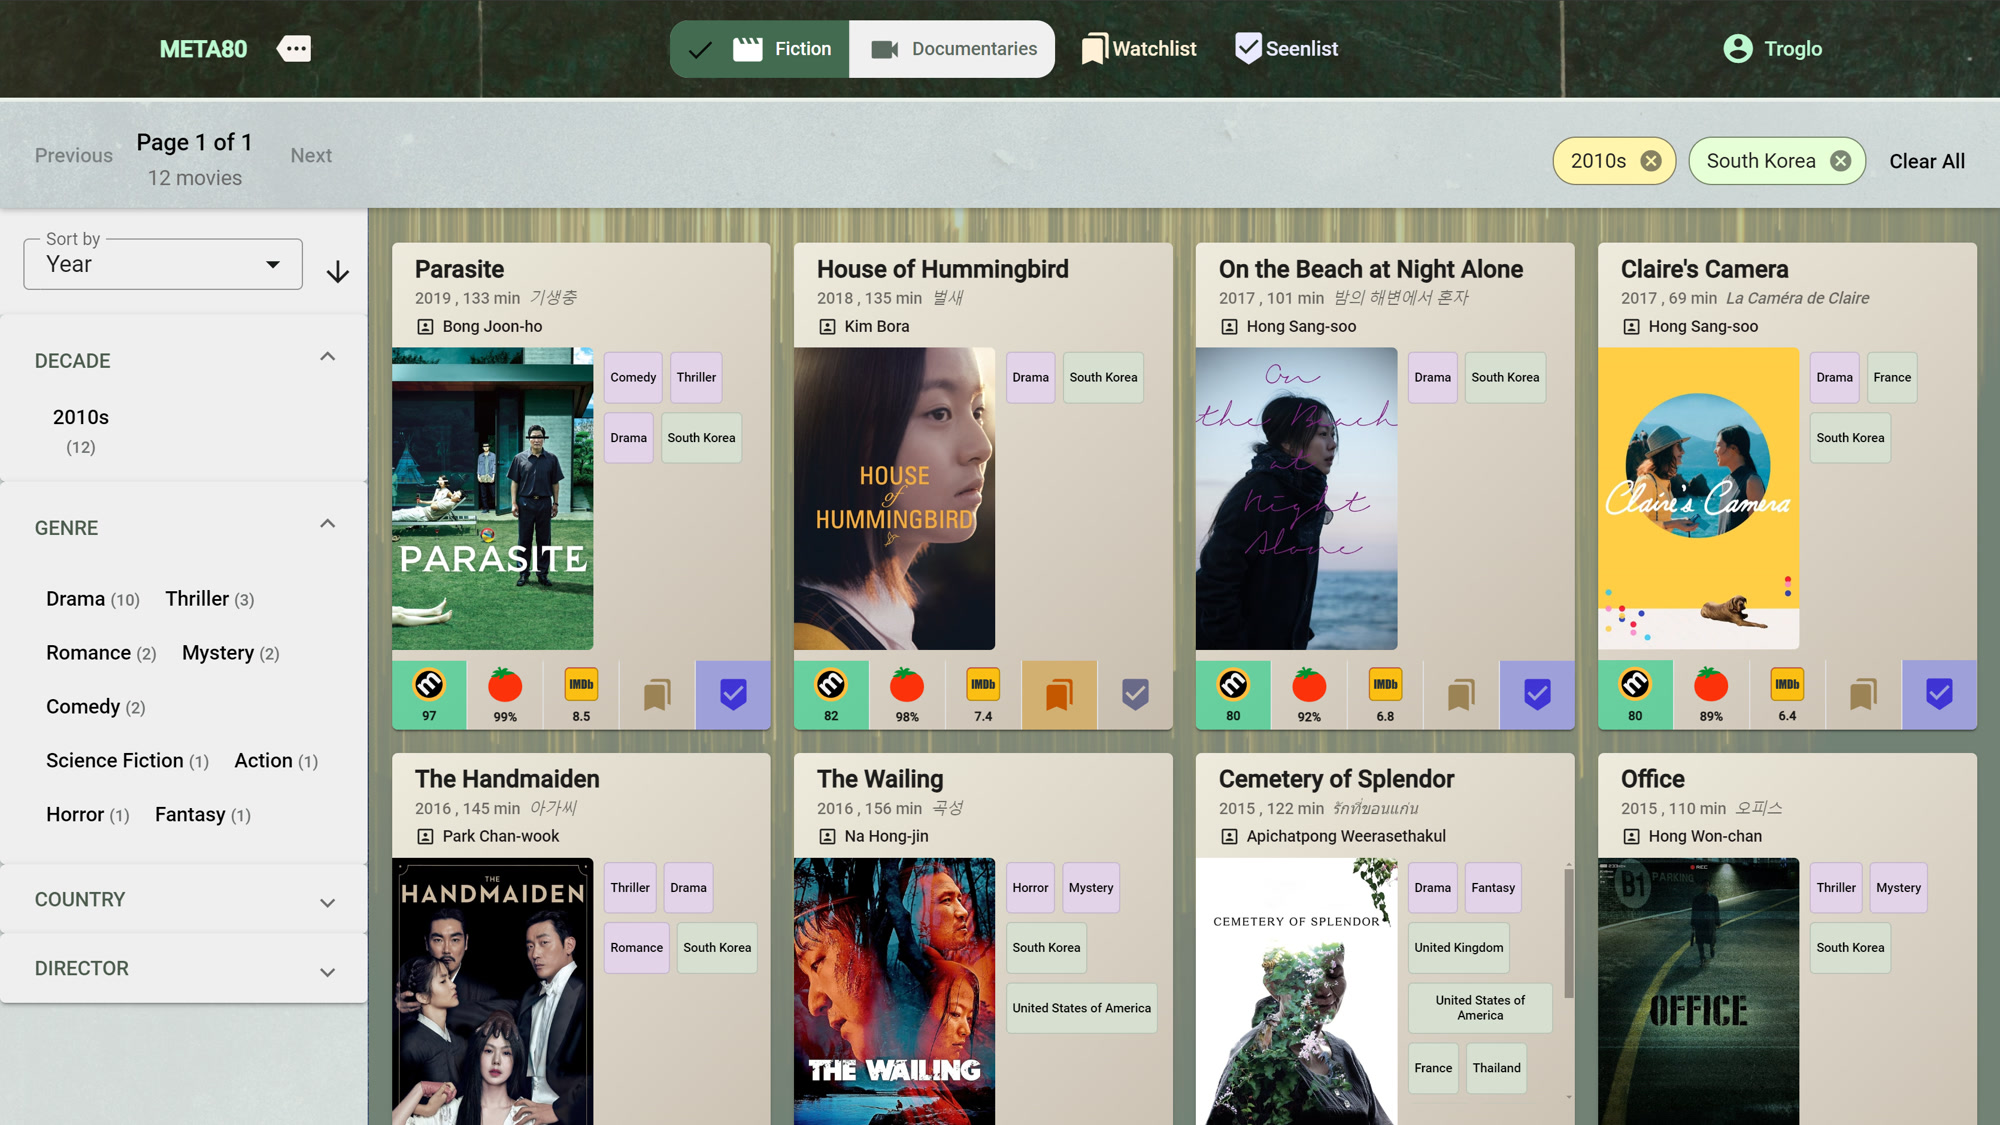 META80
Fiction
Documentaries
Watchlist
Seenlist
Troglo
Previous
Page 1 of 1
12 movies
Next
2010s
South Korea
Clear All
Sort by
Year
DECADE
2010s
(12)
GENRE
Drama (10) Thriller (3)
Romance (2) Mystery (2)
Comedy (2)
Science Fiction (1) Action (1)
Horror (1) Fantasy (1)
COUNTRY
DIRECTOR
Parasite
2019 , 133 min 기생충
Bong Joon-ho
PARASITE
Comedy Thriller
Drama South Korea
97 99% IMDb 8.5
House of Hummingbird
2018 , 135 min 벌새
Kim Bora
HOUSE
of
HUMMINGBIRD
Drama South Korea
82 98% IMDb 7.4
On the Beach at Night Alone
2017 , 101 min 밤의 해변에서 혼자
Hong Sang-soo
On
the Beach
at
Night
Alone
Drama South Korea
80 92% IMDb 6.8
Claire's Camera
2017 , 69 min La Caméra de Claire
Hong Sang-soo
Claire's Camera
Drama France
South Korea
80 89% IMDb 6.4
The Handmaiden
2016 , 145 min 아가씨
Park Chan-wook
THE
HANDMAIDEN
Thriller Drama
Romance South Korea
The Wailing
2016 , 156 min 곡성
Na Hong-jin
THE WAILING
Horror Mystery
South Korea
United States of America
Cemetery of Splendor
2015 , 122 min รักที่ขอนแก่น
Apichatpong Weerasethakul
CEMETERY OF SPLENDOR
Drama Fantasy
United Kingdom
United States of
America
France Thailand
Office
2015 , 110 min 오피스
Hong Won-chan
B1 PARKING
REC
OFFICE
Thriller Mystery
South Korea